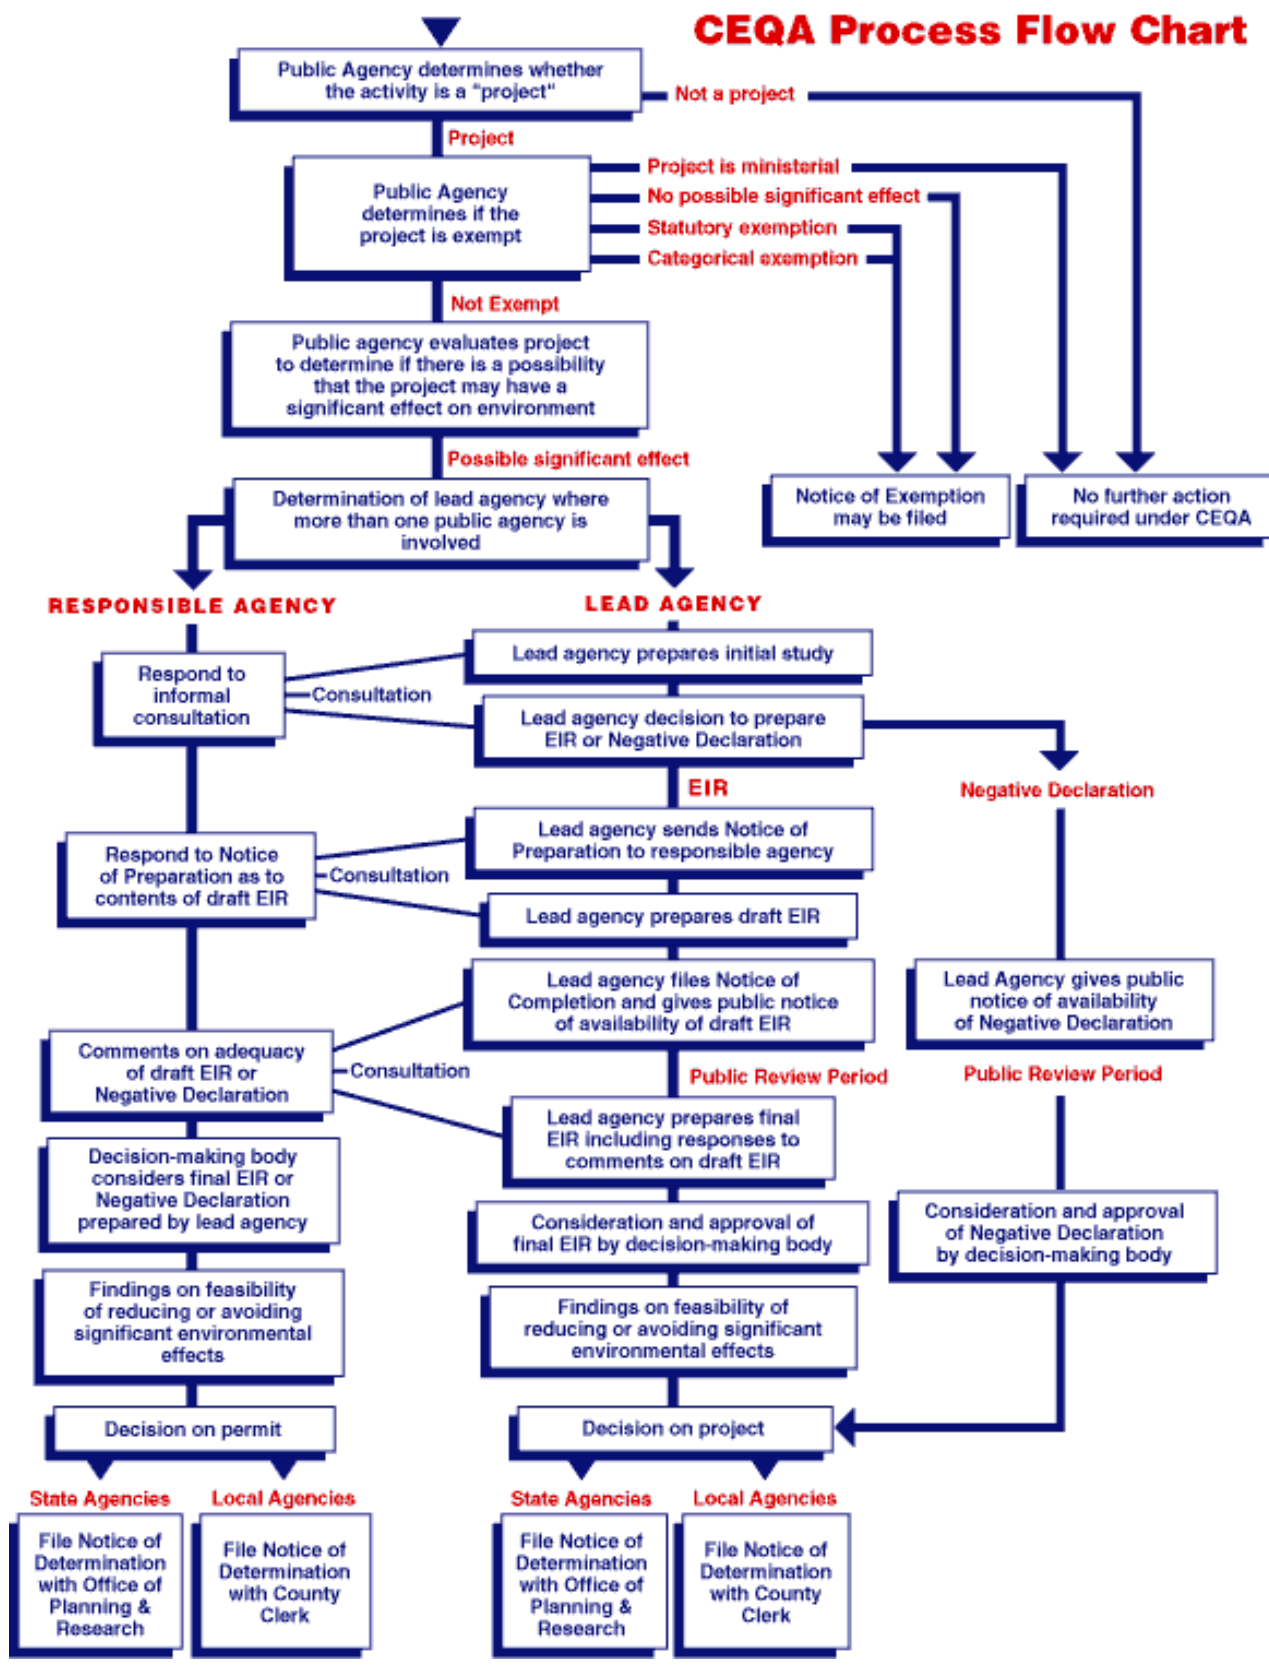 CEQA Process Flow Chart
Public Agency determines whether
the activity is a "project"
Not a project
Project
Public Agency
determines if the
project is exempt
Project is ministerial
No possible significant effect
Statutory exemption
Categorical exemption
Not Exempt
Public agency evaluates project
to determine if there is a possibility
that the project may have a
significant effect on environment
Possible significant effect
Determination of lead agency where
more than one public agency is
involved
Notice of Exemption
may be filed
No further action
required under CEQA
RESPONSIBLE AGENCY
LEAD AGENCY
Respond to
informal
consultation
Consultation
Lead agency prepares initial study
Lead agency decision to prepare
EIR or Negative Declaration
EIR
Negative Declaration
Respond to Notice
of Preparation as to
contents of draft EIR
Consultation
Lead agency sends Notice of
Preparation to responsible agency
Lead agency prepares draft EIR
Lead agency files Notice of
Completion and gives public notice
of availability of draft EIR
Lead Agency gives public
notice of availability
of Negative Declaration
Comments on adequacy
of draft EIR or
Negative Declaration
Consultation
Public Review Period
Public Review Period
Lead agency prepares final
EIR including responses to
comments on draft EIR
Decision-making body
considers final EIR or
Negative Declaration
prepared by lead agency
Consideration and approval of
final EIR by decision-making body
Consideration and approval
of Negative Declaration
by decision-making body
Findings on feasibility
of reducing or avoiding
significant environmental
effects
Findings on feasibility of
reducing or avoiding significant
environmental effects
Decision on permit
Decision on project
State Agencies
Local Agencies
State Agencies
Local Agencies
File Notice of
Determination
with Office of
Planning &
Research
File Notice of
Determination
with County
Clerk
File Notice of
Determination
with Office of
Planning &
Research
File Notice of
Determination
with County
Clerk